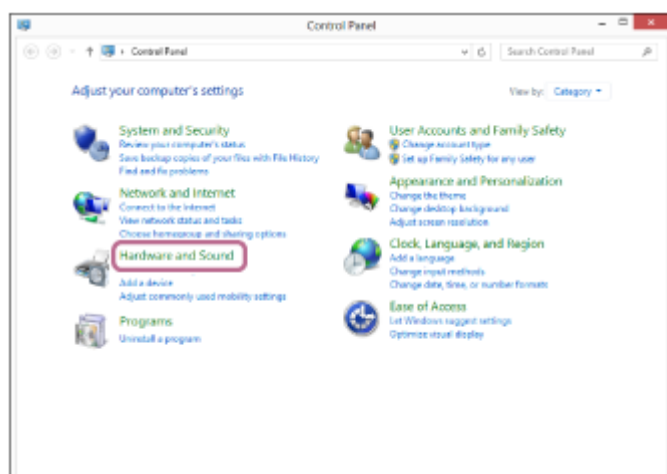 Control Panel
Control Panel
Search Control Panel
Adjust your computer's settings
View by: Category
System and Security
Review your computer's status
Save backup copies of your files with File History
Find and fix problems
Network and Internet
Connect to the Internet
View network status and tasks
Choose homegroup and sharing options
Hardware and Sound
Add a device
Adjust commonly used mobility settings
Programs
Uninstall a program
User Accounts and Family Safety
Change account type
Set up Family Safety for any user
Appearance and Personalization
Change the theme
Change desktop background
Adjust screen resolution
Clock, Language, and Region
Add a language
Change input methods
Change date, time, or number formats
Ease of Access
Let Windows suggest settings
Optimize visual display